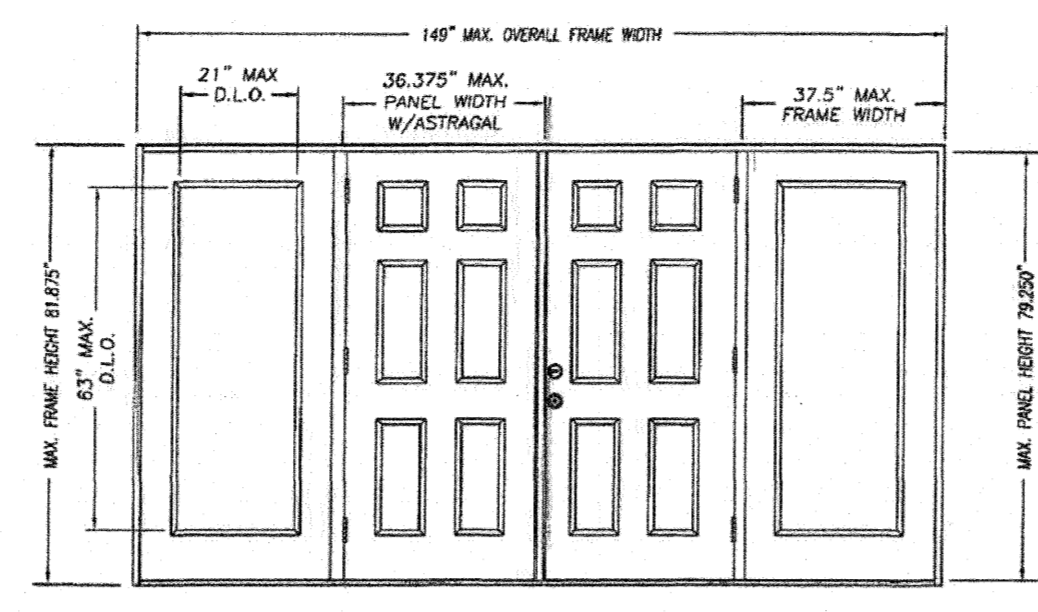 149" MAX. OVERALL FRAME WIDTH
21" MAX
D.L.O.
36.375" MAX.
PANEL WIDTH
W/ASTRAGAL
37.5" MAX.
FRAME WIDTH
MAX. FRAME HEIGHT 81.875"
63" MAX.
D.L.O.
MAX. PANEL HEIGHT 79.250"